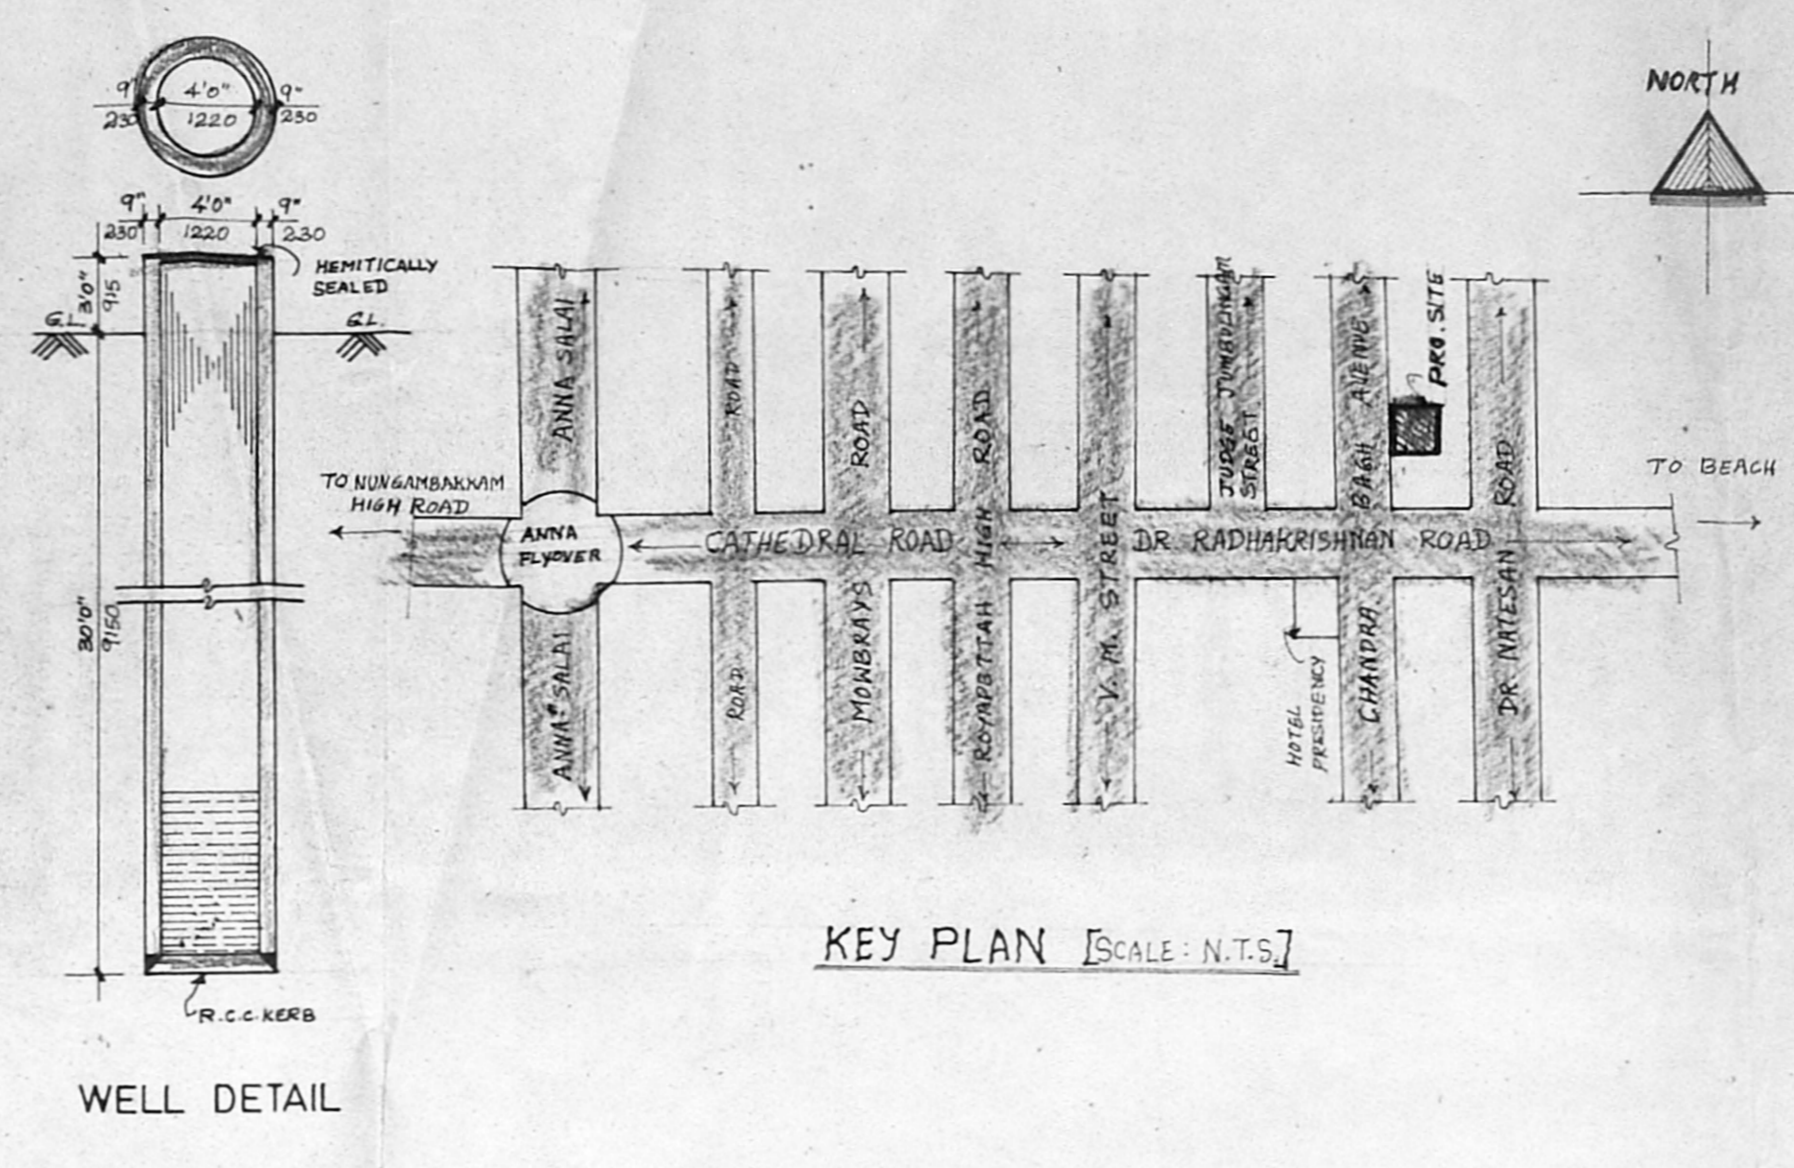 9" 4'0" 9"
230 1220 230
9" 4'0" 9"
230 1220 230
HEMITICALLY
SEALED
3'0"
915
G.L. G.L.
30'0"
9150
R.C.C. KERB
WELL DETAIL
NORTH
TO NUNGAMBAKKAM
HIGH ROAD
ANNA SALAI
ANNA
FLYOVER
ANNA SALAI
ROAD
ROAD
MOWBRAYS ROAD
ROYAPETTAH HIGH ROAD
V. M. STREET
JUDGE JUMBULINGAM
STREET
CHANDRA BAGH AVENUE
PRO. SITE
DR NATESAN ROAD
CATHEDRAL ROAD
DR RADHAKRISHNAN ROAD
TO BEACH
HOTEL
PRESIDENCY
KEY PLAN [SCALE: N.T.S.]